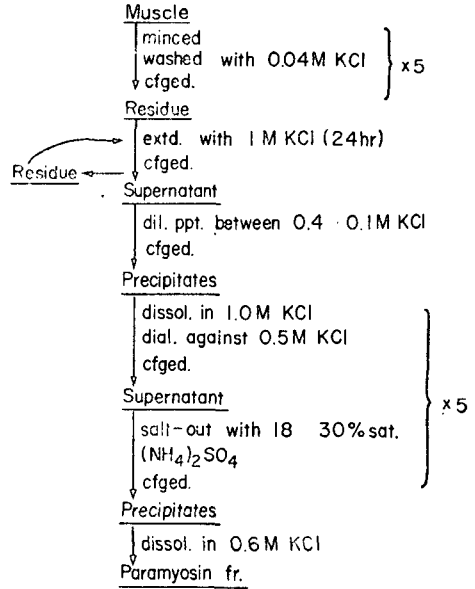 Muscle
minced
washed with 0.04M KCl
cfged.
x5
Residue
extd. with 1M KCl (24hr)
cfged.
Residue
Supernatant
dil. ppt. between 0.4 - 0.1M KCl
cfged.
Precipitates
dissol. in 1.0M KCl
dial. against 0.5M KCl
cfged.
x5
Supernatant
salt-out with 18 30% sat.
(NH4)2SO4
cfged.
Precipitates
dissol. in 0.6M KCl
Paramyosin fr.